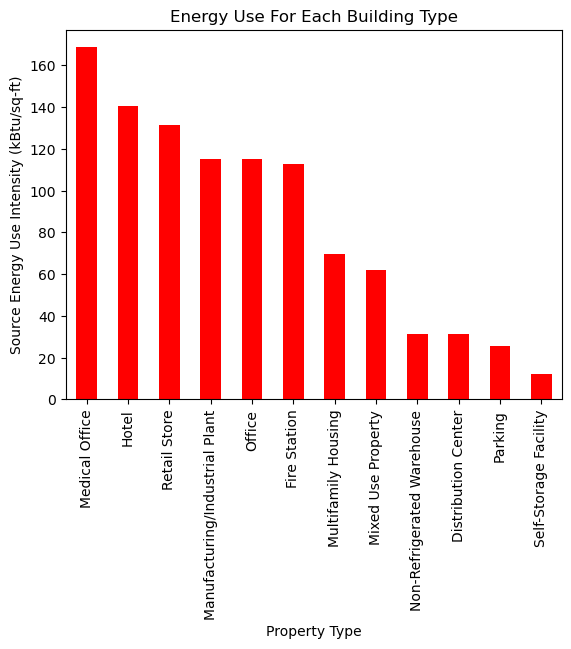 Energy Use For Each Building Type
Source Energy Use Intensity (kBtu/sq-ft)
160
140
120
100
80
60
40
20
0
Medical Office
Hotel
Retail Store
Manufacturing/Industrial Plant
Office
Fire Station
Multifamily Housing
Mixed Use Property
Non-Refrigerated Warehouse
Distribution Center
Parking
Self-Storage Facility
Property Type